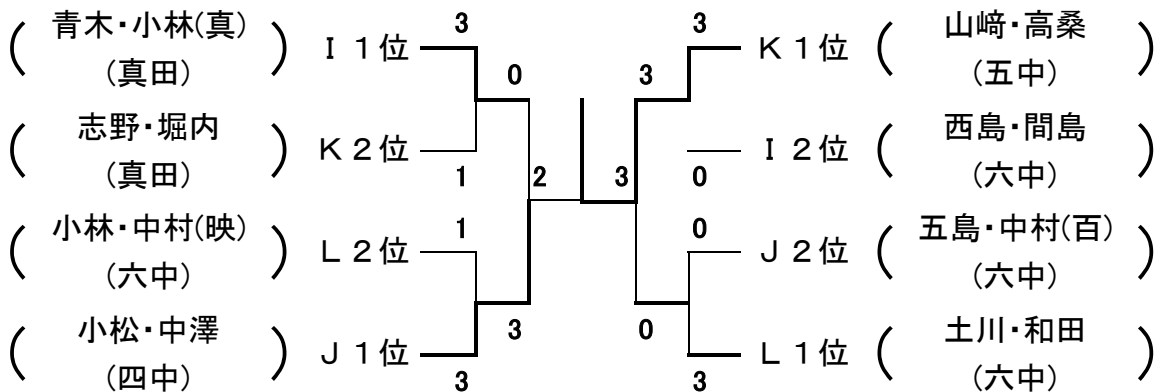 青木・小林(真)
(真田)
I 1位
3
0
3
3
K 1位
山﨑・高桑
(五中)
志野・堀内
(真田)
K 2位
1
2
3
0
I 2位
西島・間島
(六中)
小林・中村(映)
(六中)
L 2位
1
0
J 2位
五島・中村(百)
(六中)
小松・中澤
(四中)
J 1位
3
3
0
3
L 1位
土川・和田
(六中)